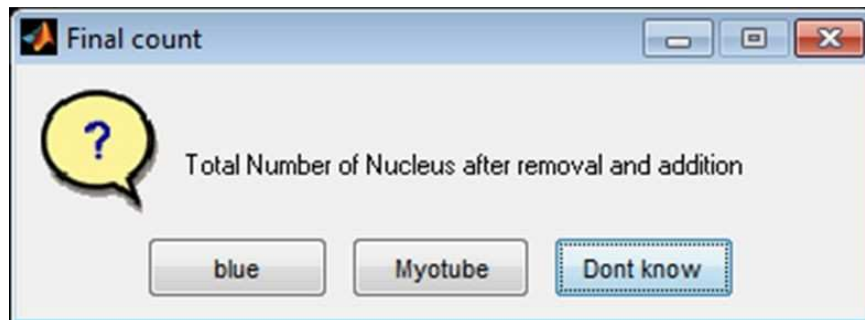 Final count
?
Total Number of Nucleus after removal and addition
blue Myotube Dont know